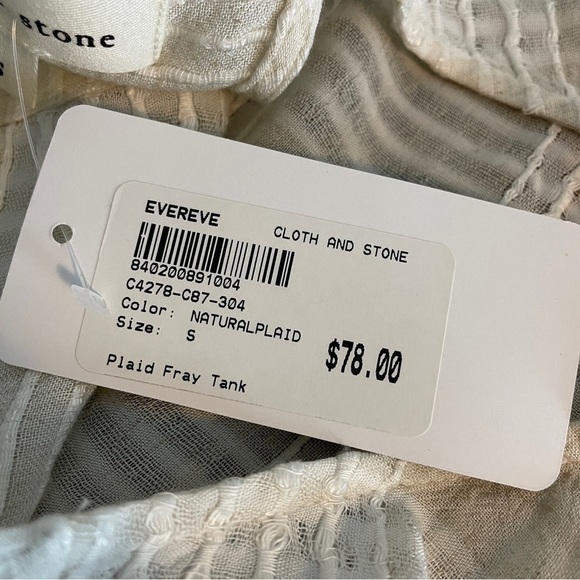 stone
s
EVEREVE
CLOTH AND STONE
840200891004
C4278-C87-304
Color: NATURALPLAID
Size: S
$78.00
Plaid Fray Tank